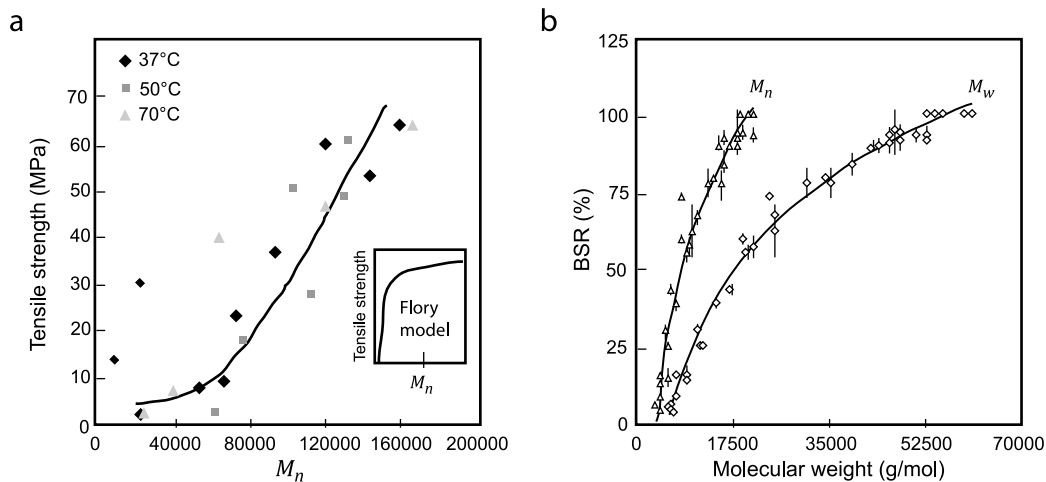 a
37°C
50°C
70°C
70
60
50
40
30
20
10
0
Tensile strength (MPa)
0 40000 80000 120000 160000 200000
Mn
Tensile strength
Flory
model
Mn
b
125
100
75
50
25
0
BSR (%)
Mn
Mw
0 17500 35000 52500 70000
Molecular weight (g/mol)